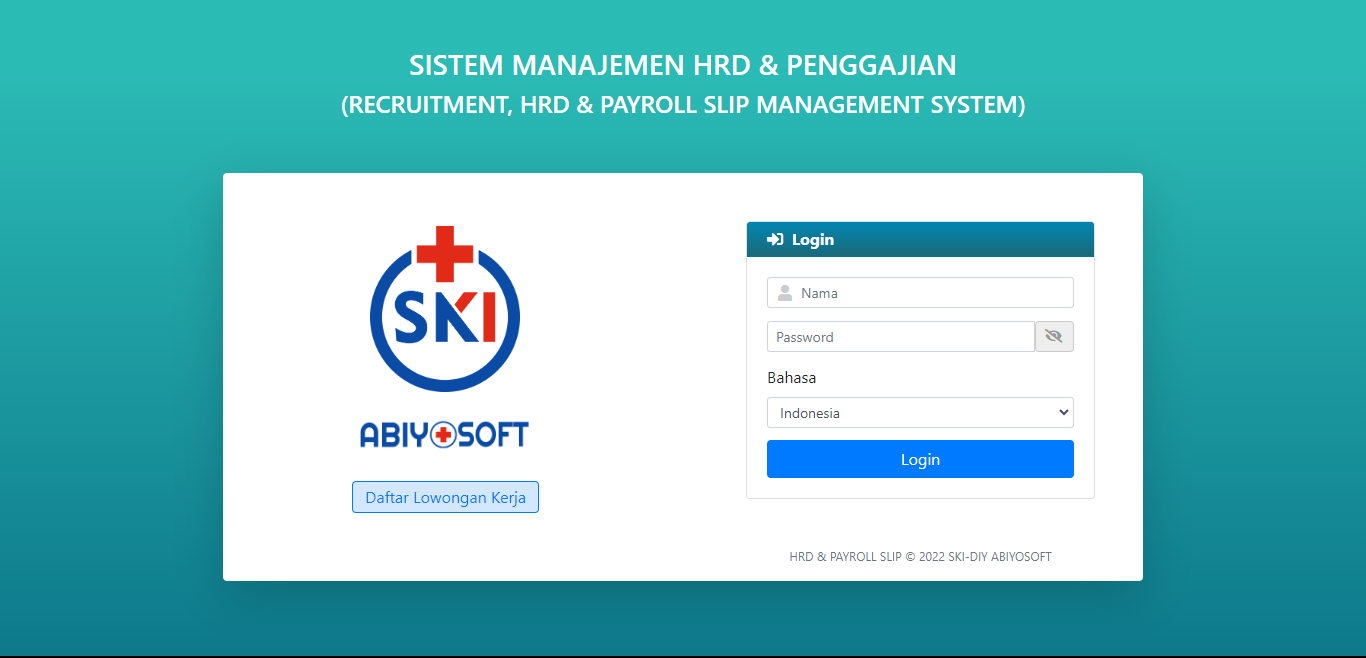 SISTEM MANAJEMEN HRD & PENGGAJIAN
(RECRUITMENT, HRD & PAYROLL SLIP MANAGEMENT SYSTEM)
SKI
ABIYOSOFT
Daftar Lowongan Kerja
Login
Nama
Password
Bahasa
Indonesia
Login
HRD & PAYROLL SLIP © 2022 SKI-DIY ABIYOSOFT